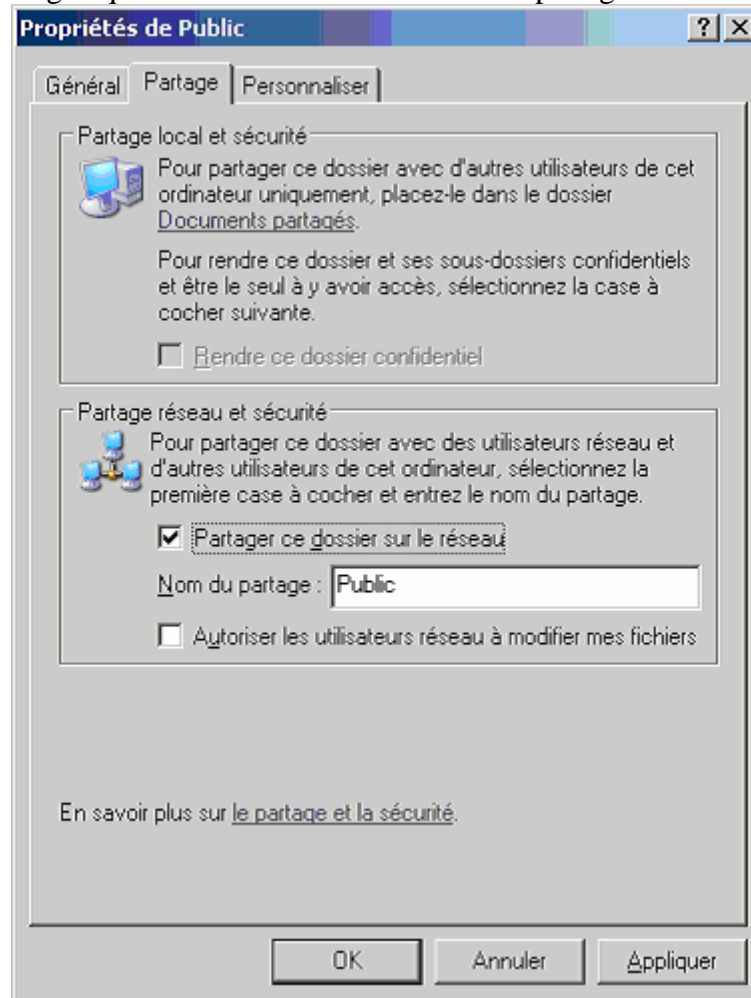 Propriétés de Public
Général Partage Personnaliser
Partage local et sécurité
Pour partager ce dossier avec d'autres utilisateurs de cet
ordinateur uniquement, placez-le dans le dossier
Documents partagés.
Pour rendre ce dossier et ses sous-dossiers confidentiels
et être le seul à y avoir accès, sélectionnez la case à
cocher suivante.
Rendre ce dossier confidentiel
Partage réseau et sécurité
Pour partager ce dossier avec des utilisateurs réseau et
d'autres utilisateurs de cet ordinateur, sélectionnez la
première case à cocher et entrez le nom du partage.
Partager ce dossier sur le réseau
Nom du partage : Public
Autoriser les utilisateurs réseau à modifier mes fichiers
En savoir plus sur le partage et la sécurité.
OK Annuler Appliquer